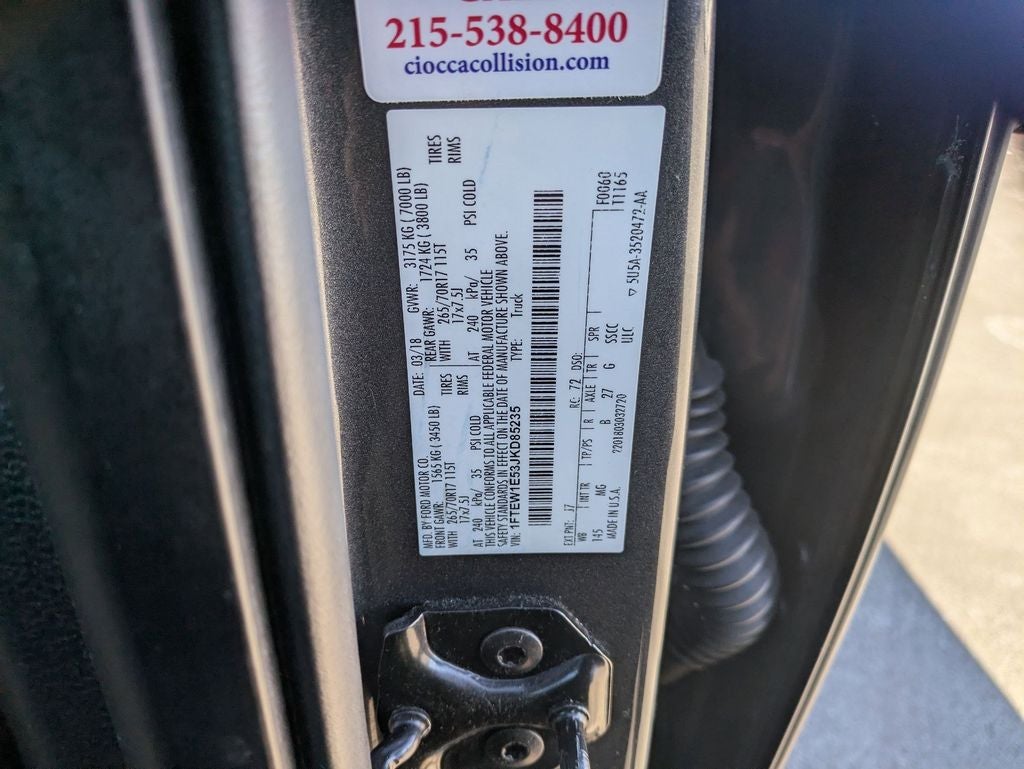 215-538-8400
cioccacollision.com
MFD. BY FORD MOTOR CO.
DATE: 03/18 GVWR: 3175 KG ( 7000 LB)
FRONT GAWR: 1565 KG ( 3450 LB) REAR GAWR: 1724 KG ( 3800 LB)
WITH 265/70R17 115T TIRES WITH 265/70R17 115T TIRES
17x7.5J RIMS 17x7.5J RIMS
AT 240 kPa/ 35 PSI COLD AT 240 kPa/ 35 PSI COLD
THIS VEHICLE CONFORMS TO ALL APPLICABLE FEDERAL MOTOR VEHICLE
SAFETY STANDARDS IN EFFECT ON THE DATE OF MANUFACTURE SHOWN ABOVE.
VIN: 1FTEW1E53JKD85235 TYPE: Truck
EXT PNT: J7 RC: 72 DSO: F0060
WB INT TR TP/PS R AXLE TR SPR T1165
145 MG B 27 G SSCC
MADE IN U.S.A. 2201803032720 ULC
▽ 5U5A-3520472-AA